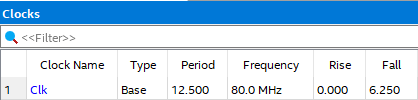 Clocks
<<Filter>>
Clock Name Type Period Frequency Rise Fall
1 Clk Base 12.500 80.0 MHz 0.000 6.250